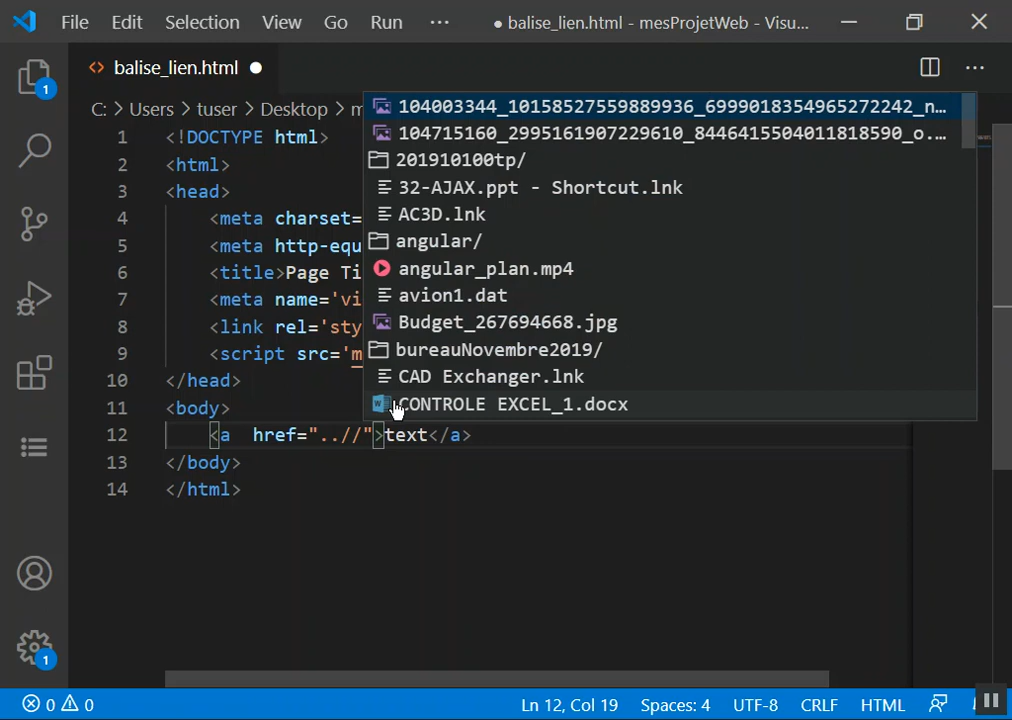 File Edit Selection View Go Run ··· ● balise_lien.html - mesProjetWeb - Visu...
1 <> balise_lien.html ●
C: > Users > tuser > Desktop > m
104003344_10158527559889936_6999018354965272242_n...
104715160_2995161907229610_8446415504011818590_o....
201910100tp/
32-AJAX.ppt - Shortcut.lnk
AC3D.lnk
angular/
angular_plan.mp4
avion1.dat
Budget_267694668.jpg
bureauNovembre2019/
CAD Exchanger.lnk
CONTROLE EXCEL_1.docx
1 <!DOCTYPE html>
2 <html>
3 <head>
4 <meta charset=
5 <meta http-equ
6 <title>Page Ti
7 <meta name='vi
8 <link rel='sty
9 <script src='m
10 </head>
11 <body>
12 <a  href="..//">text</a>
13 </body>
14 </html>
1
0 0 Ln 12, Col 19 Spaces: 4 UTF-8 CRLF HTML